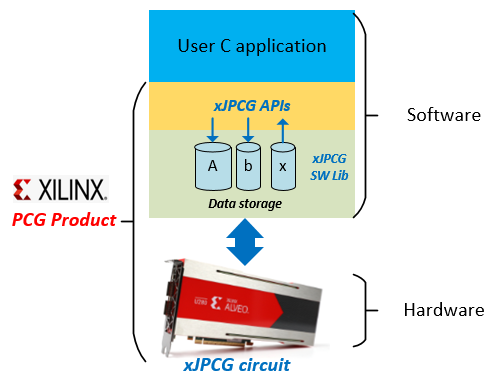 User C application
xJPCG APIs
Software
A
b
x
xJPCG
SW Lib
Data storage
XILINX
PCG Product
U280
XILINX
ALVEO
Hardware
xJPCG circuit